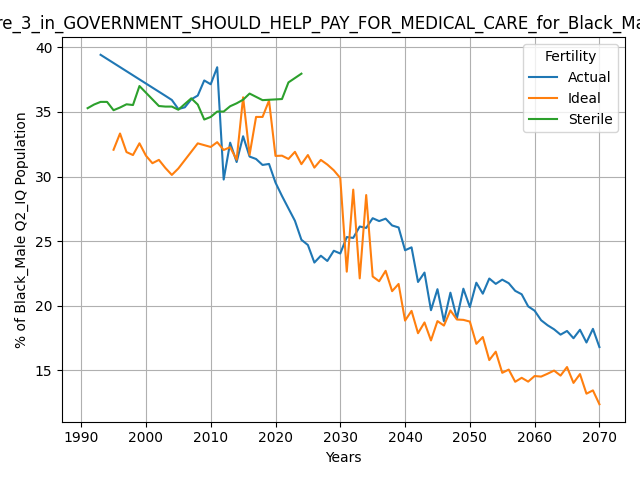 re_3_in_GOVERNMENT_SHOULD_HELP_PAY_FOR_MEDICAL_CARE_for_Black_Ma
Fertility
Actual
Ideal
Sterile
% of Black_Male Q2_IQ Population
40
35
30
25
20
15
1990
2000
2010
2020
2030
2040
2050
2060
2070
Years